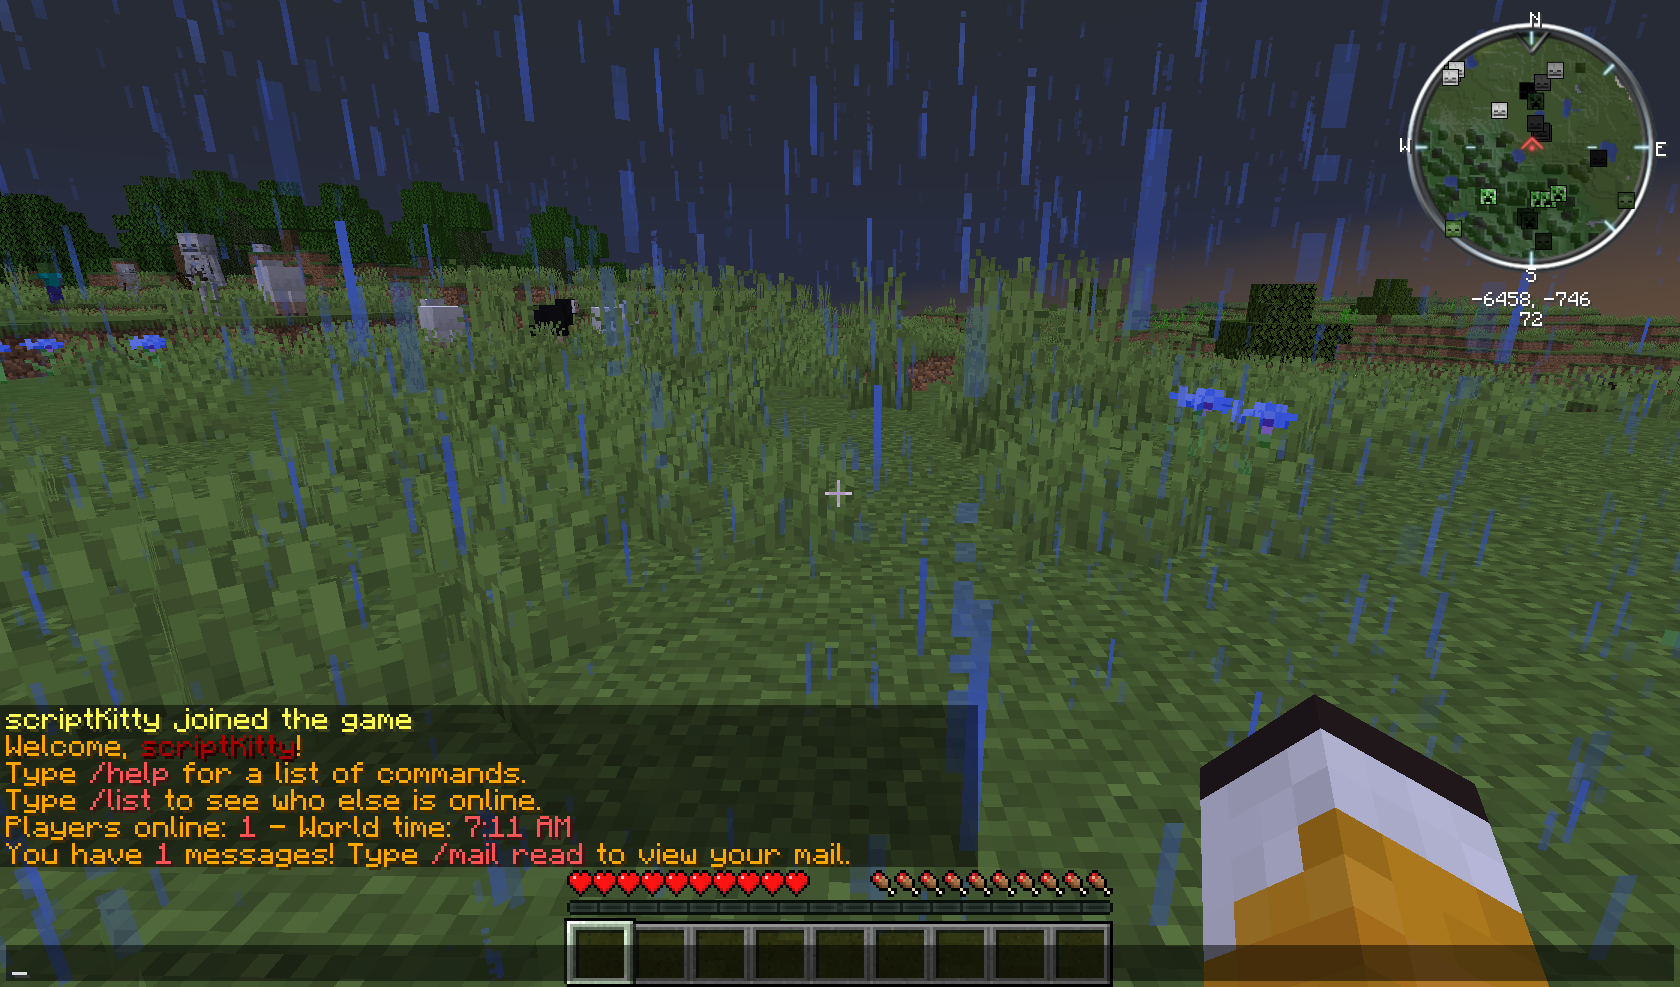 N
W
E
S
-6458, -746
72
scriptKitty joined the game
Welcome, scriptKitty!
Type /help for a list of commands.
Type /list to see who else is online.
Players online: 1 - World time: 7:11 AM
You have 1 messages! Type /mail read to view your mail.
_